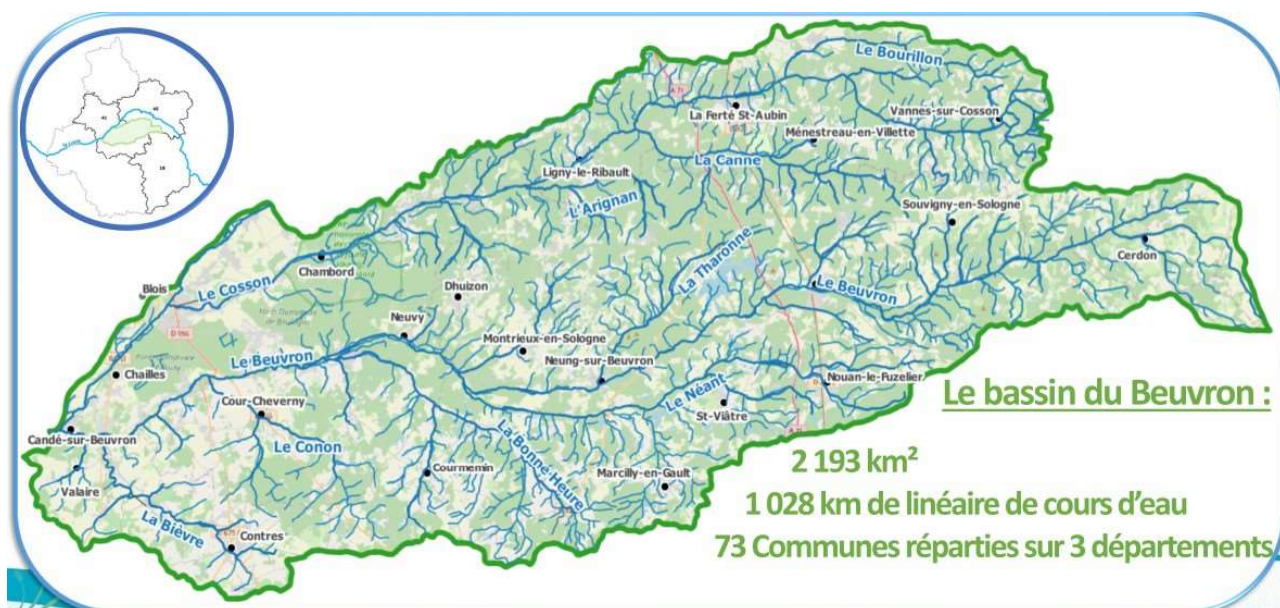 Le Bourillon
A 71
La Ferté St-Aubin
Vannes-sur-Cosson
Ménestreau-en-Villette
La Canne
Ligny-le-Ribault
L'Arignan
Souvigny-en-Sologne
Cerdon
Chambord
La Tharonne
Le Beuvron
Le Cosson
Blois
Dhuizon
Neuvy
D 956
Montrieux-en-Sologne
Le Beuvron
Neung-sur-Beuvron
Chailles
Nouan-le-Fuzelier
Le Néant
Cour-Cheverny
St-Viâtre
Le bassin du Beuvron :
Candé-sur-Beuvron
Le Conon
La Bonne-Heure
A 71
Courmemin
Marcilly-en-Gault
2 193 km²
Valaire
1 028 km de linéaire de cours d'eau
La Bièvre
Contres
73 Communes réparties sur 3 départements